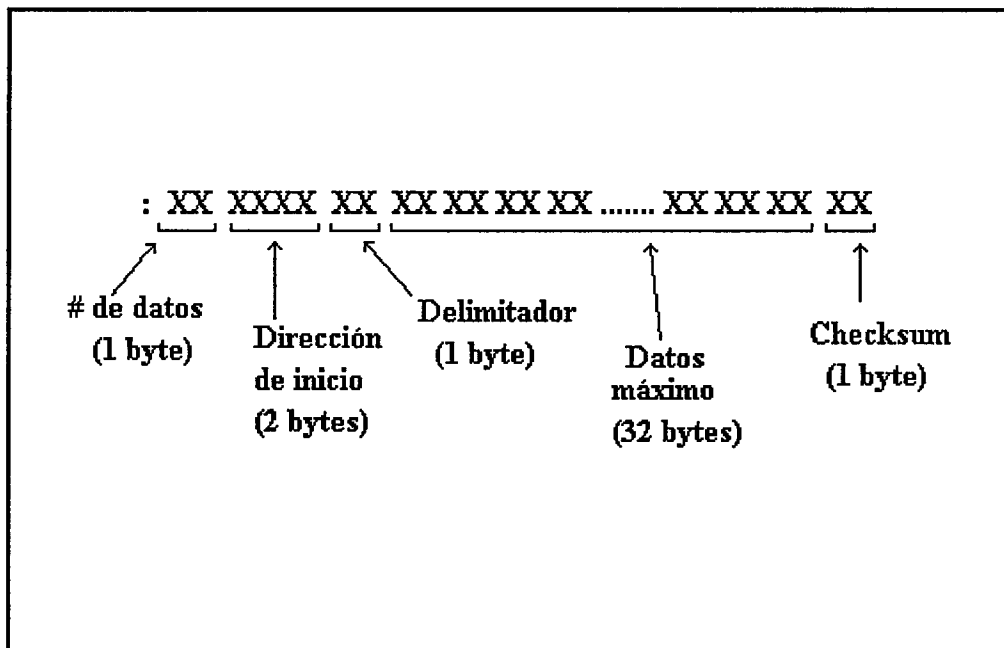 : XX XXXX XX XX XX XX XX ....... XX XX XX XX
# de datos
(1 byte)
Dirección
de inicio
(2 bytes)
Delimitador
(1 byte)
Datos
máximo
(32 bytes)
Checksum
(1 byte)